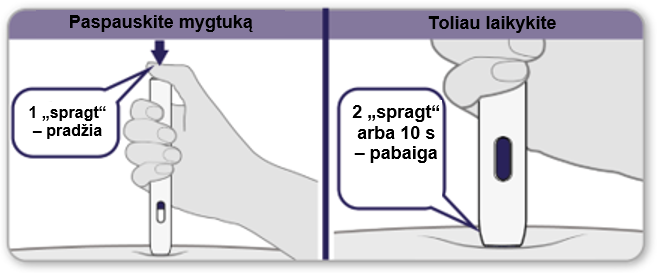 Paspauskite mygtuką
1 „spragt“
– pradžia
Toliau laikykite
2 „spragt“
arba 10 s
– pabaiga